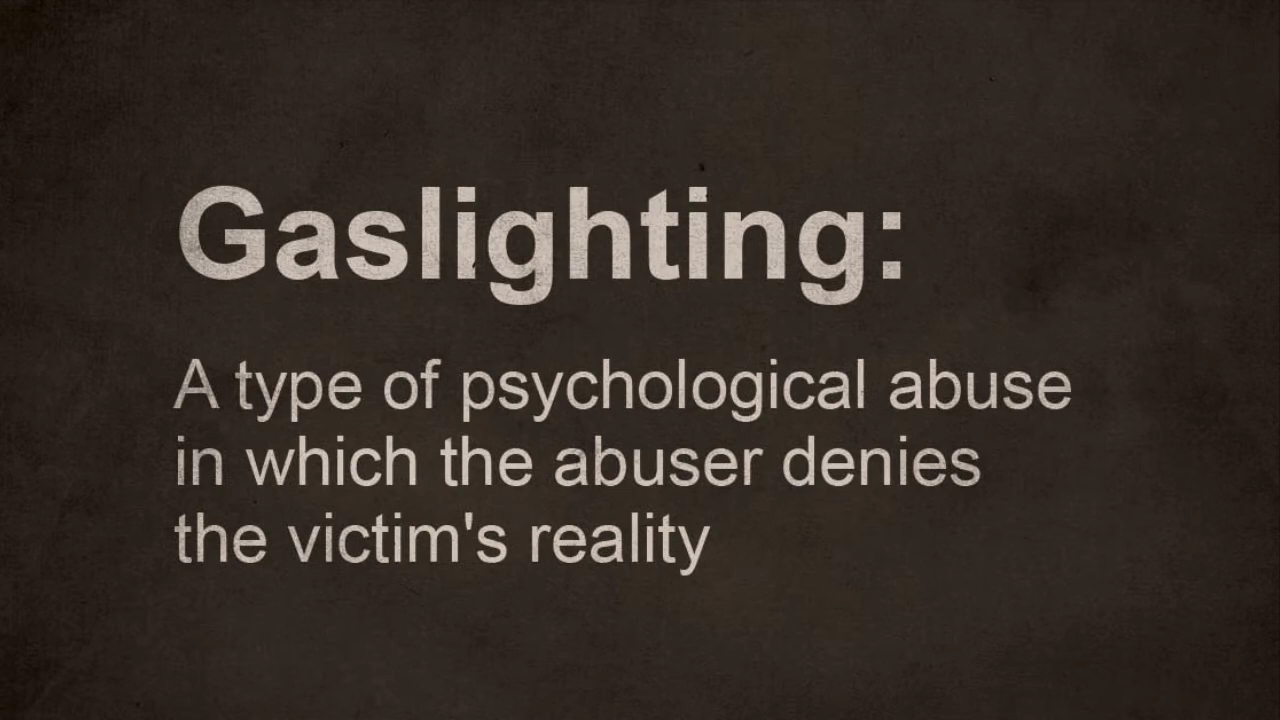 Gaslighting:
A type of psychological abuse
in which the abuser denies
the victim's reality